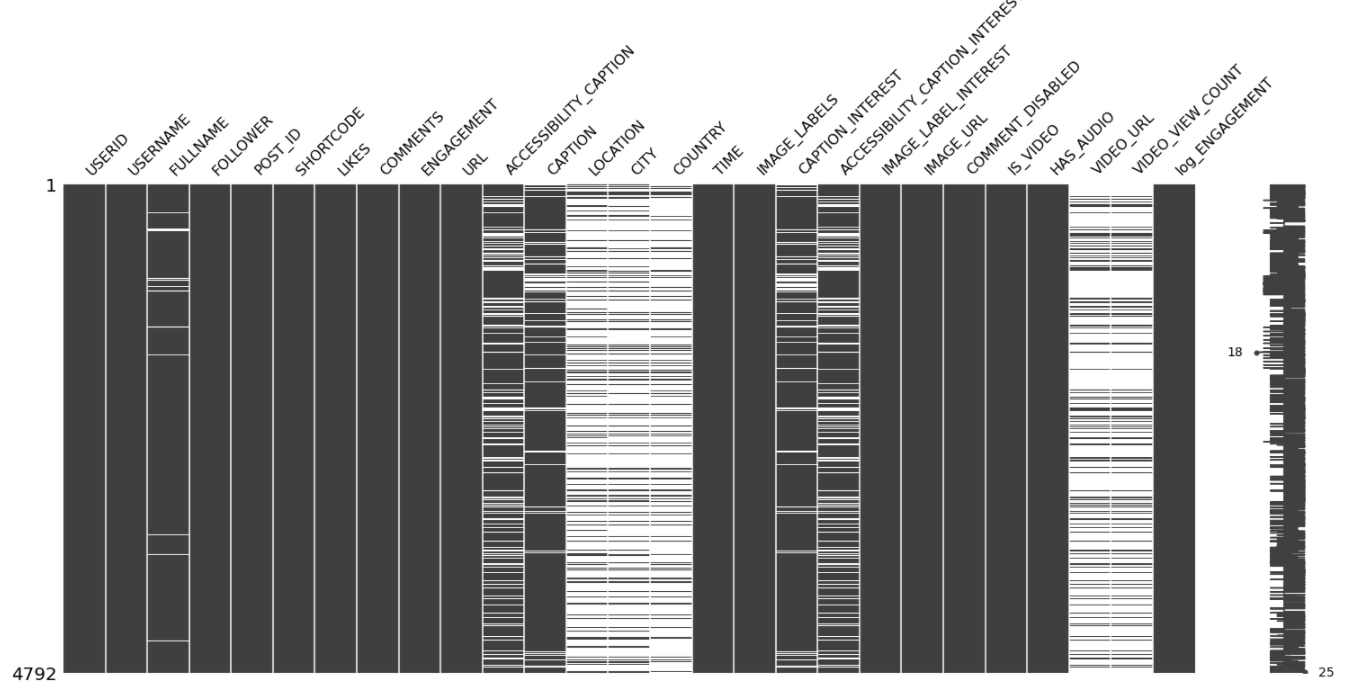 USERID
USERNAME
FULLNAME
FOLLOWER
POST_ID
SHORTCODE
LIKES
COMMENTS
ENGAGEMENT
URL
ACCESSIBILITY_CAPTION
CAPTION
LOCATION
CITY
COUNTRY
TIME
IMAGE_LABELS
CAPTION_INTEREST
ACCESSIBILITY_CAPTION_INTEREST
IMAGE_LABEL_INTEREST
IMAGE_URL
COMMENT_DISABLED
IS_VIDEO
HAS_AUDIO
VIDEO_URL
VIDEO_VIEW_COUNT
log_ENGAGEMENT
1
18
4792
25